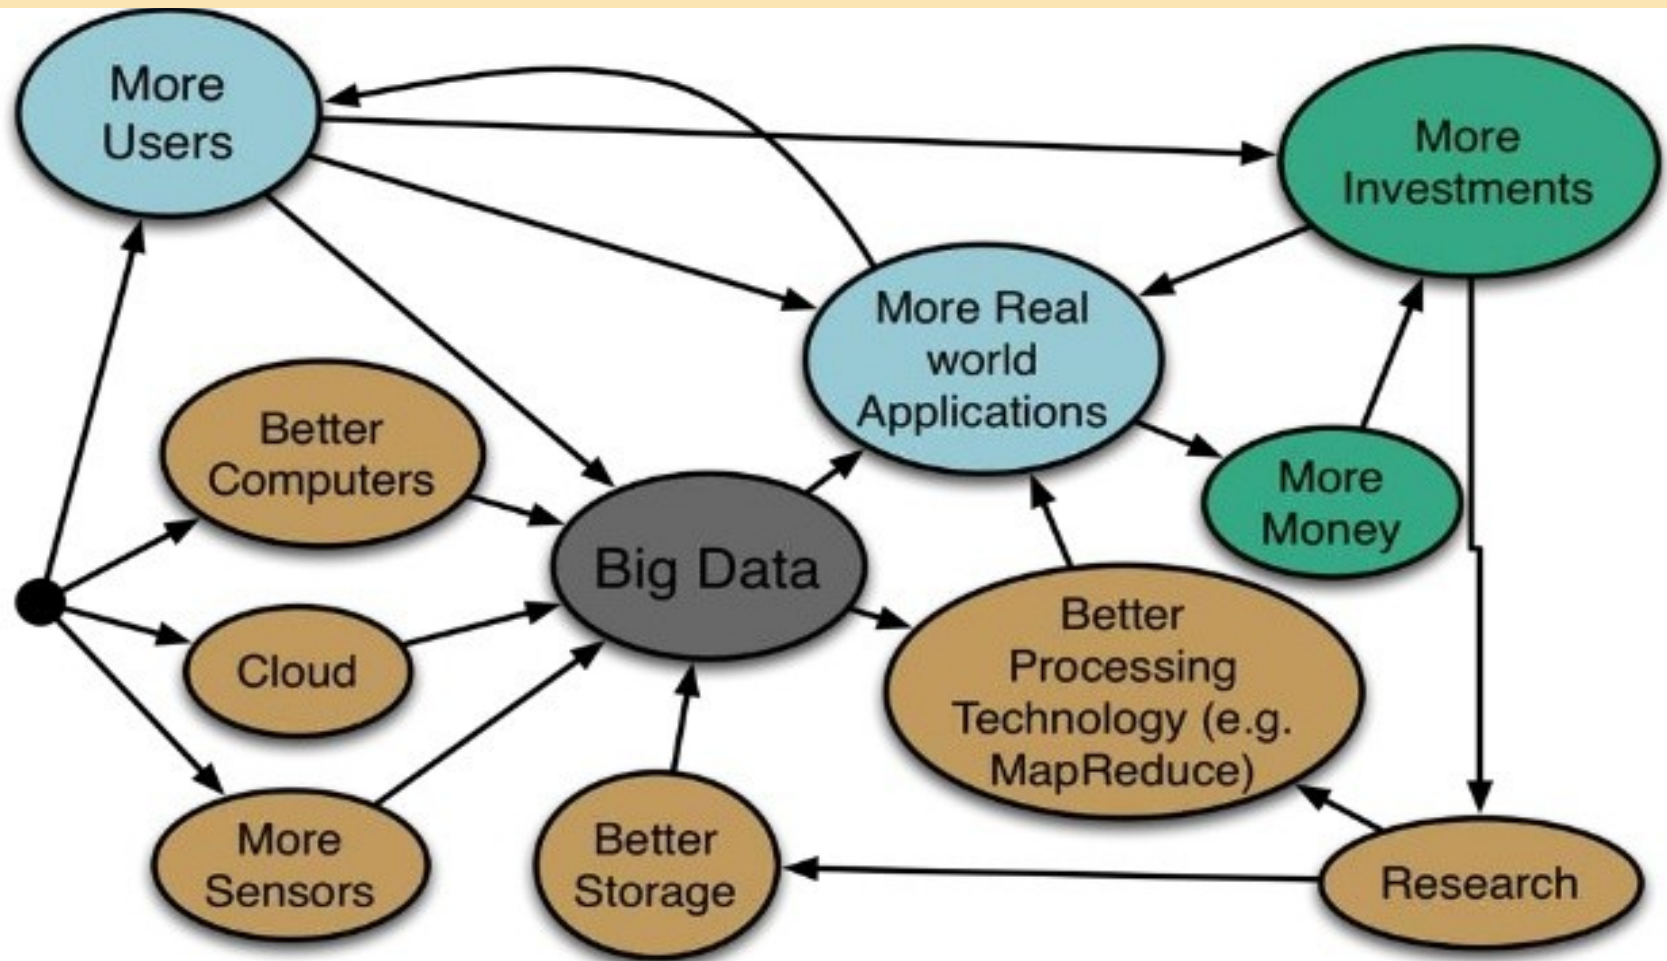 More
Users
More
Investments
More Real
world
Applications
Better
Computers
More
Money
Big Data
Better
Processing
Technology (e.g.
MapReduce)
Cloud
More
Sensors
Better
Storage
Research